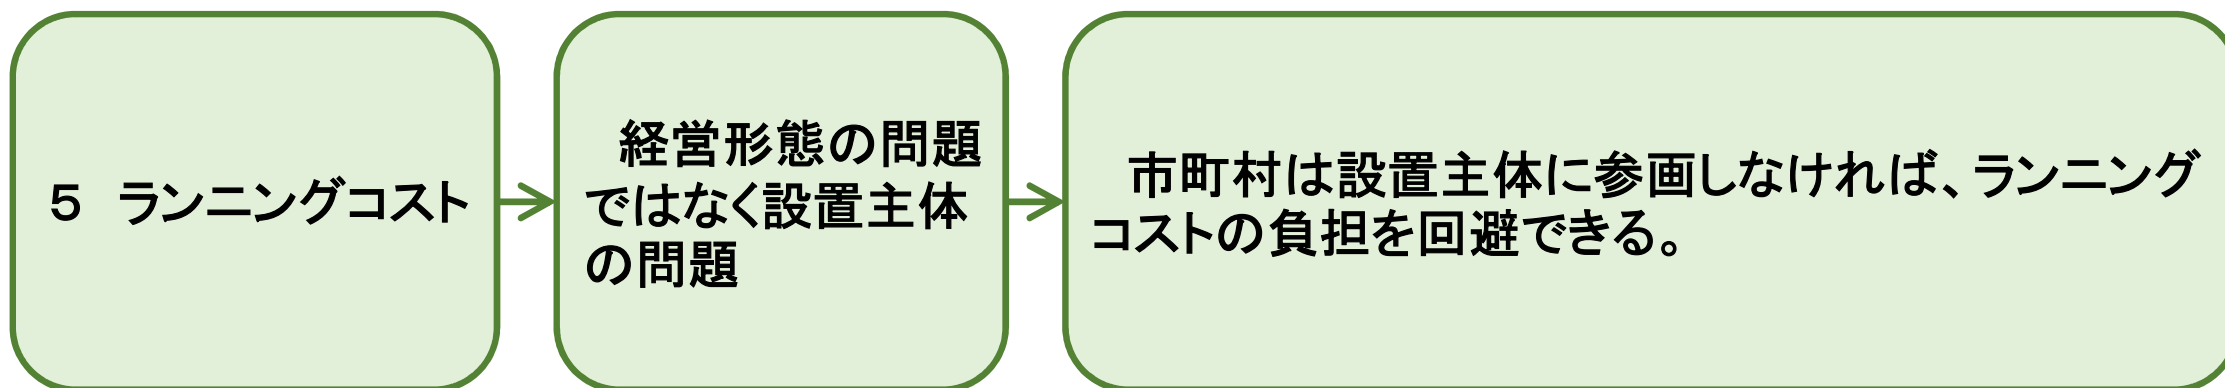 ５　ランニングコスト
経営形態の問題
ではなく設置主体
の問題
市町村は設置主体に参画しなければ、ランニング
コストの負担を回避できる。